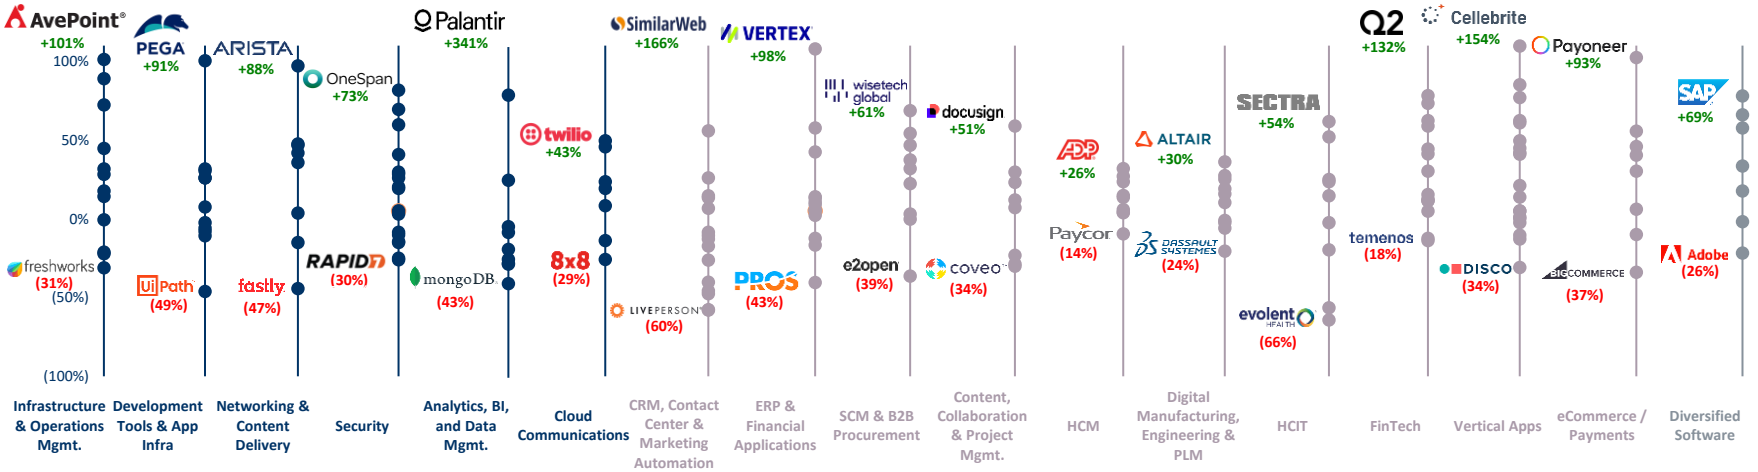 AvePoint®
+101%
PEGA
+91%
ARISTA
+88%
OneSpan
+73%
Palantir
+341%
twilio
+43%
SimilarWeb
+166%
VERTEX
+98%
wisetech
global
+61%
docusign
+51%
ADP
+26%
ALTAIR
+30%
SECTRA
+54%
Q2
+132%
Cellebrite
+154%
Payoneer
+93%
SAP
+69%
100%
50%
0%
(50%)
(100%)
freshworks
(31%)
UiPath
(49%)
fastly
(47%)
RAPID7
(30%)
mongoDB.
(43%)
8x8
(29%)
LIVEPERSON
(60%)
PROS
(43%)
e2open
(39%)
coveo
(34%)
Paycor
(14%)
DASSAULT
SYSTEMES
(24%)
evolent
HEALTH
(66%)
temenos
(18%)
DISCO
(34%)
BIGCOMMERCE
(37%)
Adobe
(26%)
Infrastructure
& Operations
Mgmt.
Development
Tools & App
Infra
Networking &
Content
Delivery
Security
Analytics, BI,
and Data
Mgmt.
Cloud
Communications
CRM, Contact
Center &
Marketing
Automation
ERP &
Financial
Applications
SCM & B2B
Procurement
Content,
Collaboration
& Project
Mgmt.
HCM
Digital
Manufacturing,
Engineering &
PLM
HCIT
FinTech
Vertical Apps
eCommerce /
Payments
Diversified
Software